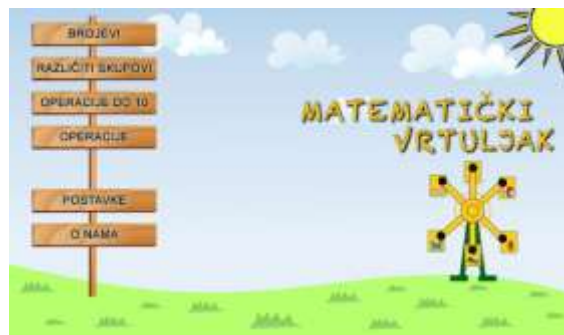 BROJEVI
RAZLIČITI SKUPOVI
OPERACIJE DO 10
OPERACIJE
POSTAVKE
O NAMA
MATEMATIČKI
VRTULJAK